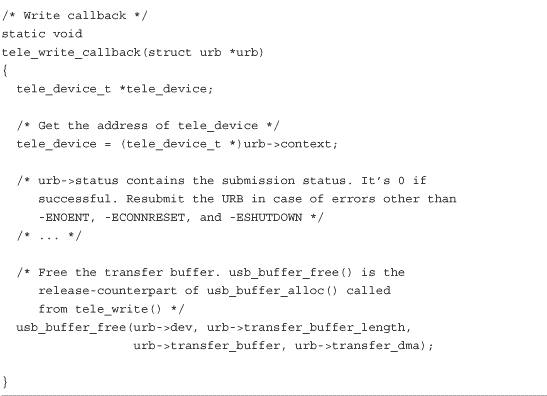 /* Write callback */
static void
tele_write_callback(struct urb *urb)
{
  tele_device_t *tele_device;

  /* Get the address of tele_device */
  tele_device = (tele_device_t *)urb->context;

  /* urb->status contains the submission status. It's 0 if
     successful. Resubmit the URB in case of errors other than
     -ENOENT, -ECONNRESET, and -ESHUTDOWN */
  /* ... */

  /* Free the transfer buffer. usb_buffer_free() is the
     release-counterpart of usb_buffer_alloc() called
     from tele_write() */
  usb_buffer_free(urb->dev, urb->transfer_buffer_length,
                  urb->transfer_buffer, urb->transfer_dma);

}